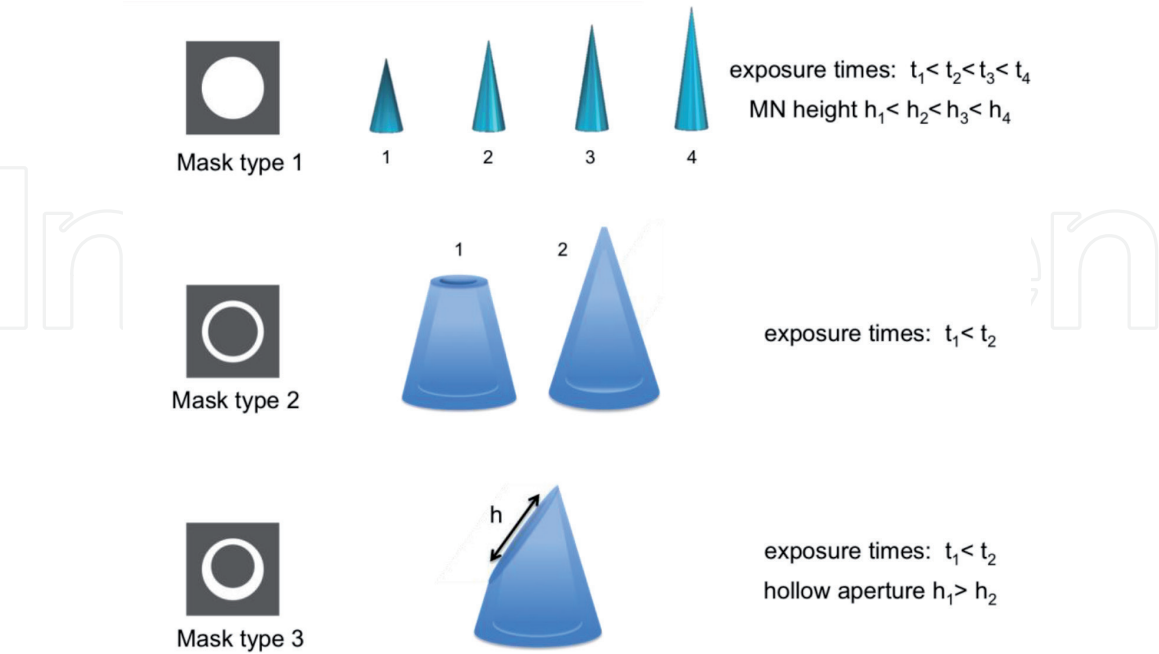 exposure times: t₁< t₂< t₃< t₄
MN height h₁< h₂< h₃< h₄
Mask type 1
1
2
3
4
1
2
exposure times: t₁< t₂
Mask type 2
h
exposure times: t₁< t₂
hollow aperture h₁> h₂
Mask type 3